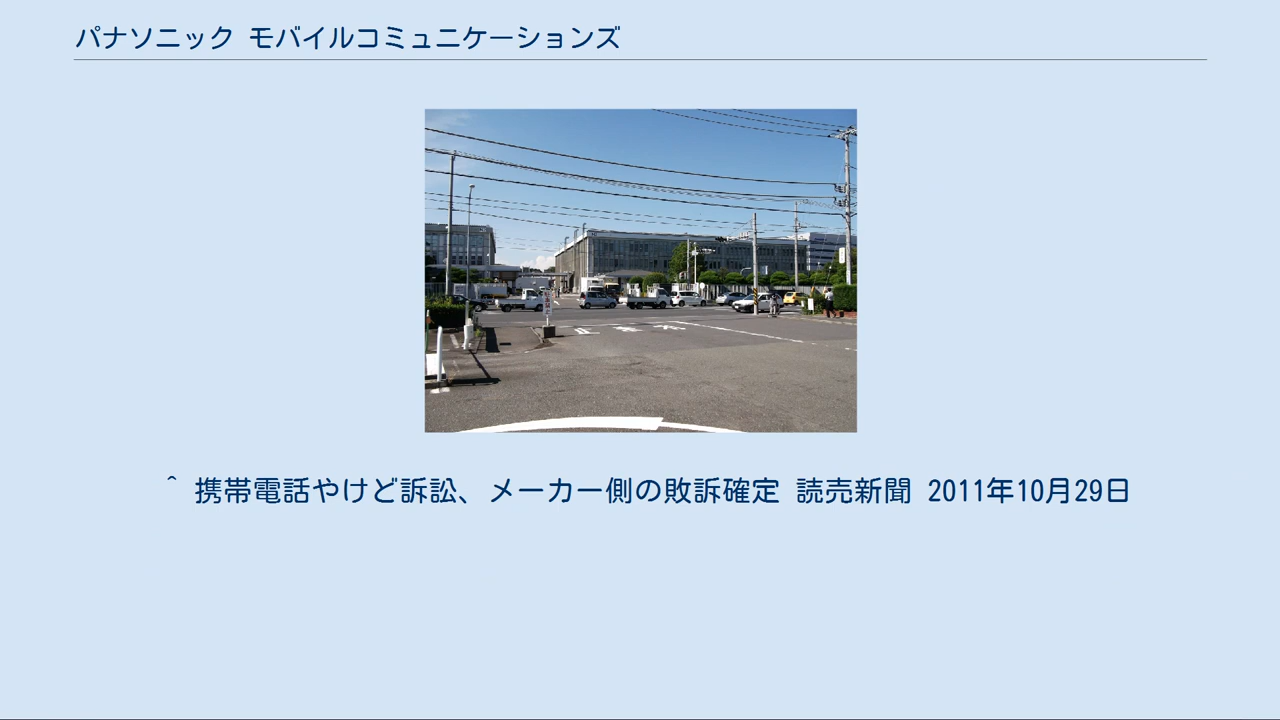 パナソニック モバイルコミュニケーションズ
^ 携帯電話やけど訴訟、メーカー側の敗訴確定 読売新聞 2011年10月29日